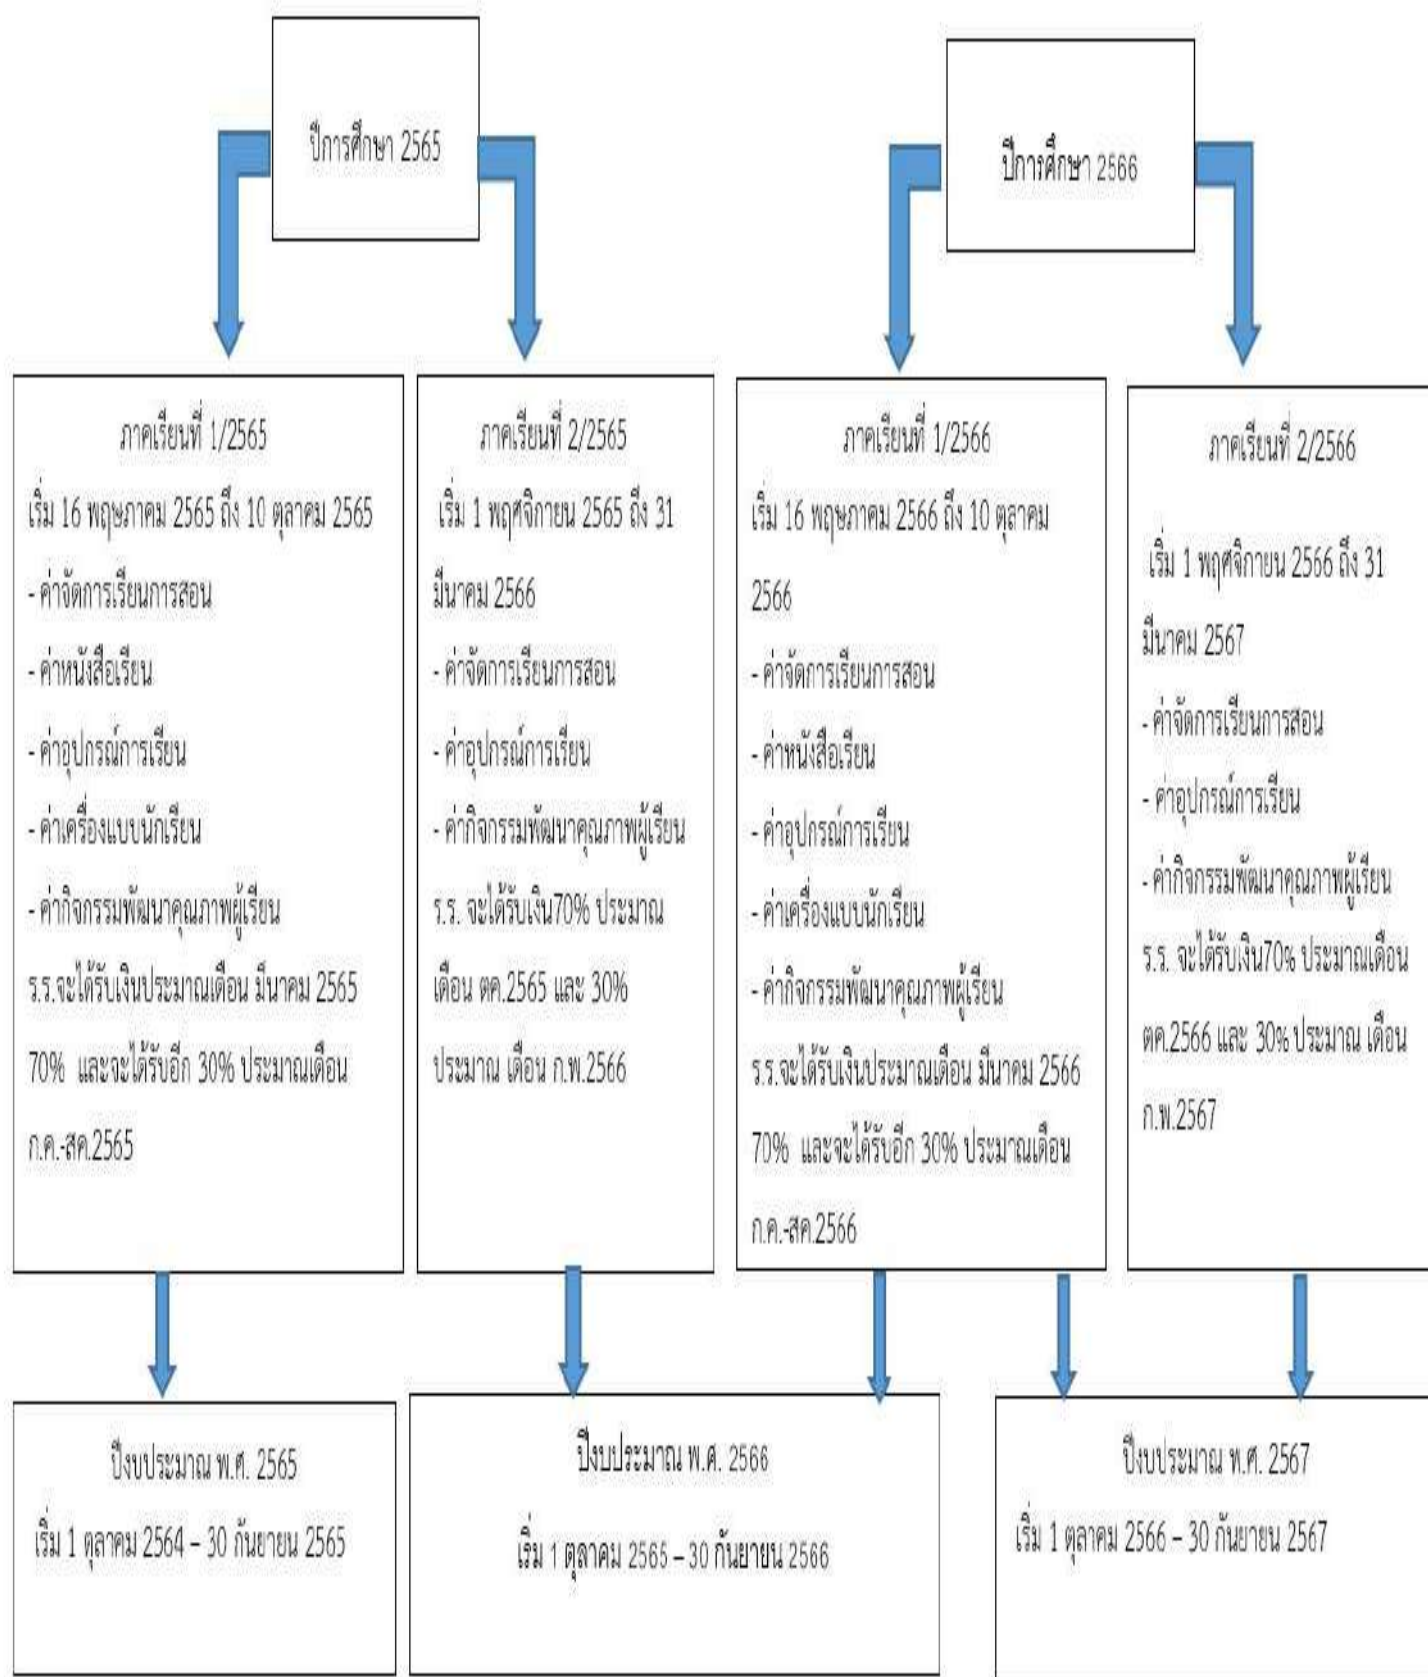 ปีการศึกษา 2565
ปีการศึกษา 2566
ภาคเรียนที่ 1/2565
เริ่ม 16 พฤษภาคม 2565 ถึง 10 ตุลาคม 2565
- ค่าจัดการเรียนการสอน
- ค่าหนังสือเรียน
- ค่าอุปกรณ์การเรียน
- ค่าเครื่องแบบนักเรียน
- ค่ากิจกรรมพัฒนาคุณภาพผู้เรียน
ร.ร.จะได้รับเงินประมาณเดือน มีนาคม 2565
70% และจะได้รับอีก 30% ประมาณเดือน
ก.ค.-สค.2565
ภาคเรียนที่ 2/2565
เริ่ม 1 พฤศจิกายน 2565 ถึง 31
มีนาคม 2566
- ค่าจัดการเรียนการสอน
- ค่าอุปกรณ์การเรียน
- ค่ากิจกรรมพัฒนาคุณภาพผู้เรียน
ร.ร. จะได้รับเงิน70% ประมาณ
เดือน ตค.2565 และ 30%
ประมาณ เดือน ก.พ.2566
ภาคเรียนที่ 1/2566
เริ่ม 16 พฤษภาคม 2566 ถึง 10 ตุลาคม
2566
- ค่าจัดการเรียนการสอน
- ค่าหนังสือเรียน
- ค่าอุปกรณ์การเรียน
- ค่าเครื่องแบบนักเรียน
- ค่ากิจกรรมพัฒนาคุณภาพผู้เรียน
ร.ร.จะได้รับเงินประมาณเดือน มีนาคม 2566
70% และจะได้รับอีก 30% ประมาณเดือน
ก.ค.-สค.2566
ภาคเรียนที่ 2/2566
เริ่ม 1 พฤศจิกายน 2566 ถึง 31
มีนาคม 2567
- ค่าจัดการเรียนการสอน
- ค่าอุปกรณ์การเรียน
- ค่ากิจกรรมพัฒนาคุณภาพผู้เรียน
ร.ร. จะได้รับเงิน70% ประมาณเดือน
ตค.2566 และ 30% ประมาณ เดือน
ก.พ.2567
ปีงบประมาณ พ.ศ. 2565
เริ่ม 1 ตุลาคม 2564 – 30 กันยายน 2565
ปีงบประมาณ พ.ศ. 2566
เริ่ม 1 ตุลาคม 2565 – 30 กันยายน 2566
ปีงบประมาณ พ.ศ. 2567
เริ่ม 1 ตุลาคม 2566 – 30 กันยายน 2567